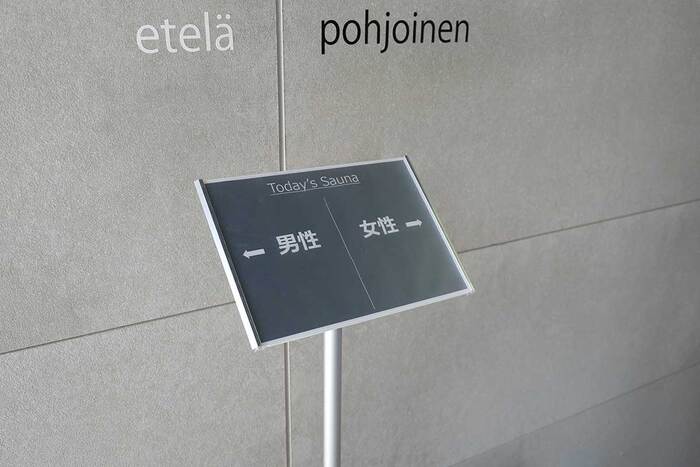 etelä pohjoinen
Today's Sauna
← 男性 女性 →